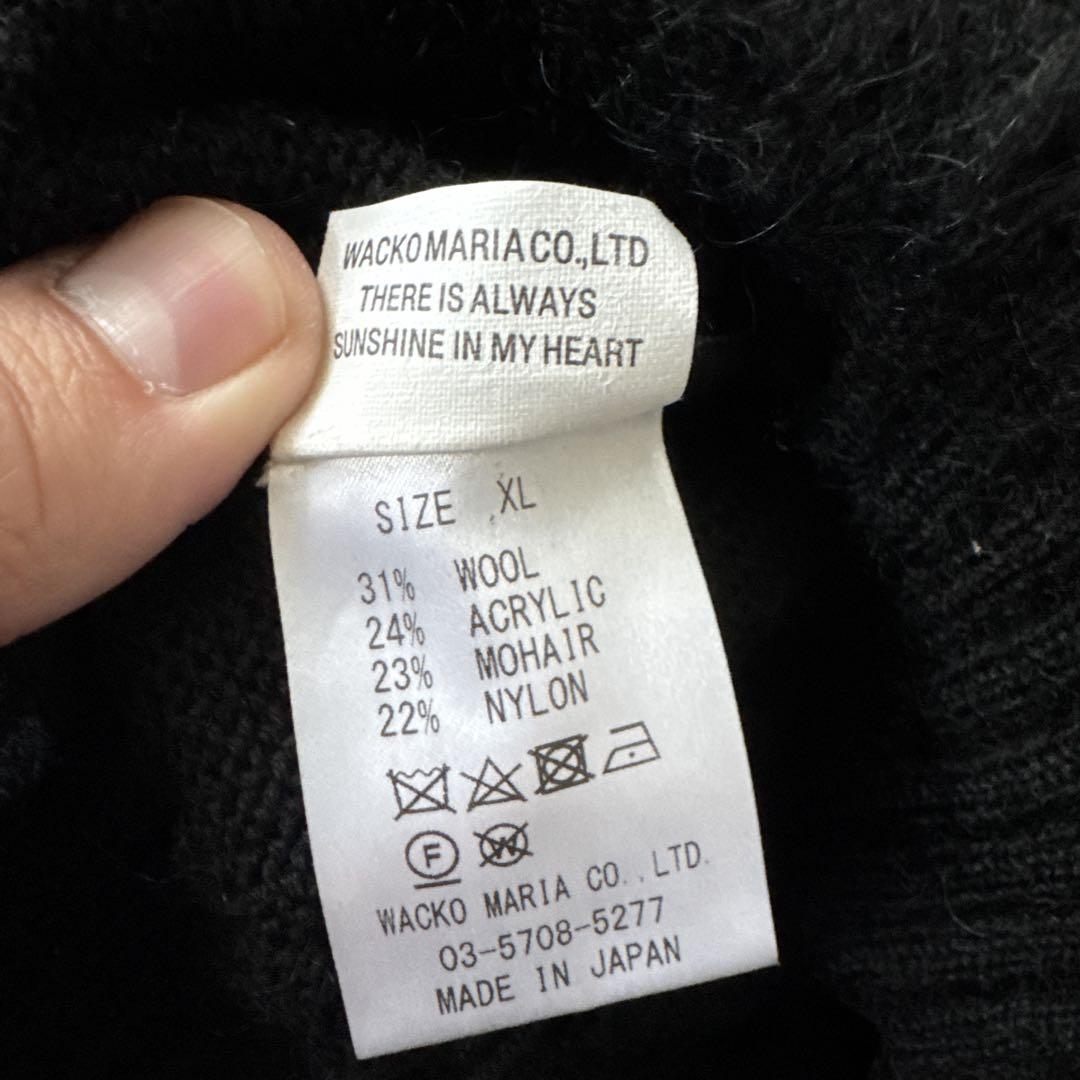 WACKO MARIA CO.,LTD
THERE IS ALWAYS
SUNSHINE IN MY HEART
SIZE XL
31% WOOL
24% ACRYLIC
23% MOHAIR
22% NYLON
F W
WACKO MARIA CO.,LTD.
03-5708-5277
MADE IN JAPAN